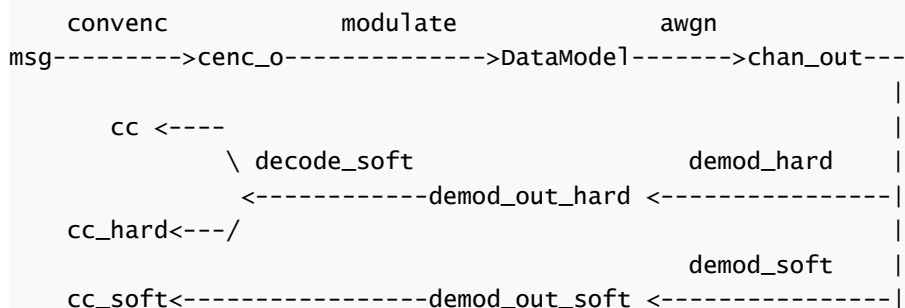 convenc              modulate                awgn
msg--------->cenc_o-------------->DataModel------->chan_out---
                                                             |
       cc <----                                              |
               \ decode_soft                   demod_hard    |
                <------------demod_out_hard <----------------|
    cc_hard<---/                                             |
                                               demod_soft    |
    cc_soft<-----------------demod_out_soft <----------------|